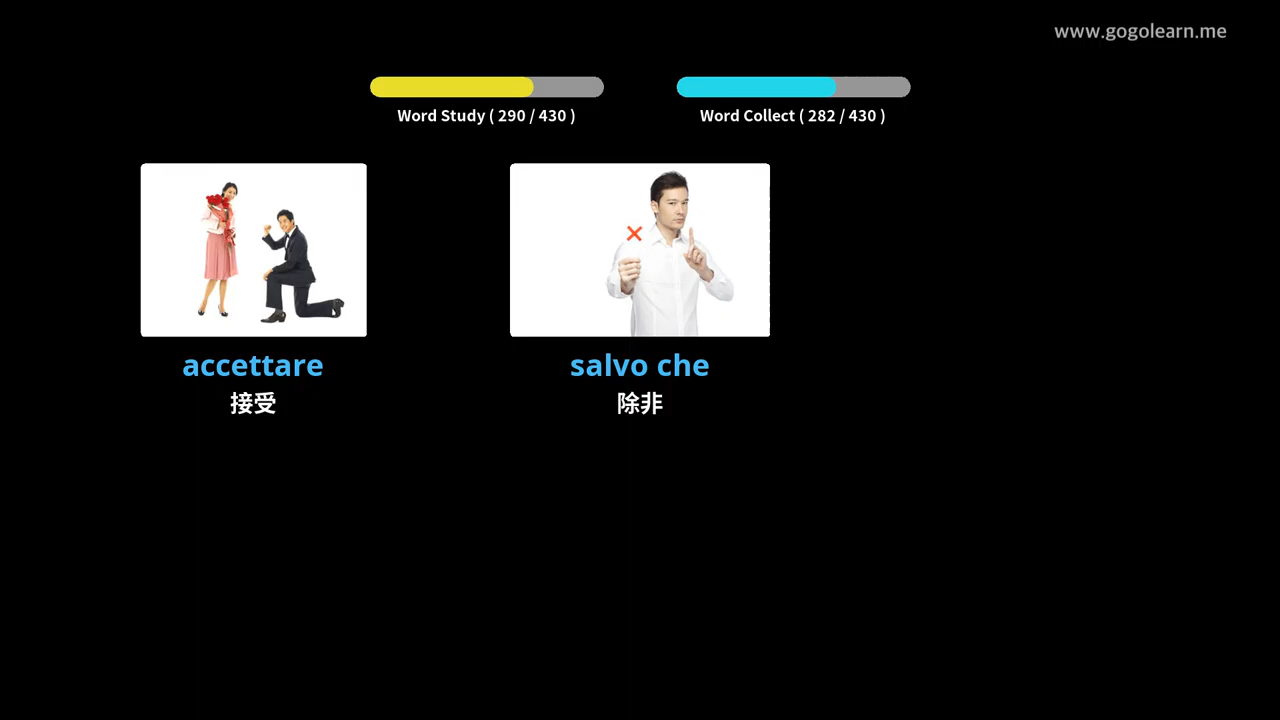 www.gogolearn.me
Word Study ( 290 / 430 )
Word Collect ( 282 / 430 )
accettare
接受
salvo che
除非